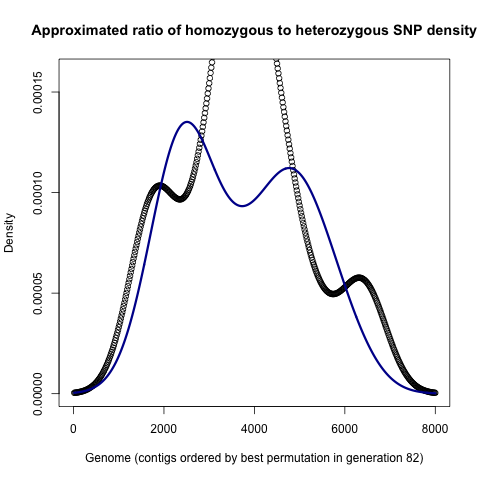 Approximated ratio of homozygous to heterozygous SNP density
0.00015
0.00010
0.00005
0.00000
Density
0 2000 4000 6000 8000
Genome (contigs ordered by best permutation in generation 82)